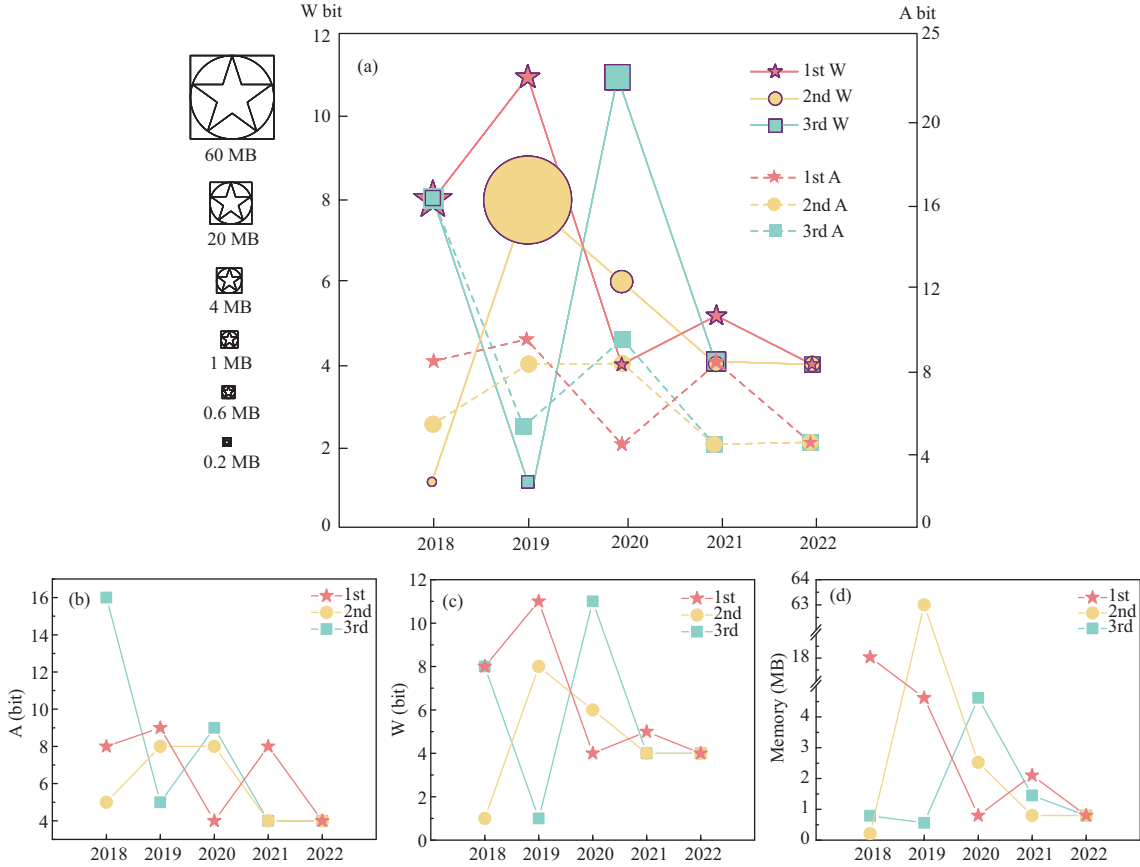 W bit
A bit
12
10
8
6
4
2
0
25
20
16
12
8
4
0
(a)
1st W
2nd W
3rd W
1st A
2nd A
3rd A
60 MB
20 MB
4 MB
1 MB
0.6 MB
0.2 MB
2018 2019 2020 2021 2022
(b)
1st
2nd
3rd
A (bit)
16
14
12
10
8
6
4
2018 2019 2020 2021 2022
(c)
1st
2nd
3rd
W (bit)
12
10
8
6
4
2
0
2018 2019 2020 2021 2022
(d)
1st
2nd
3rd
Memory (MB)
64
63
18
4
3
2
1
0
2018 2019 2020 2021 2022